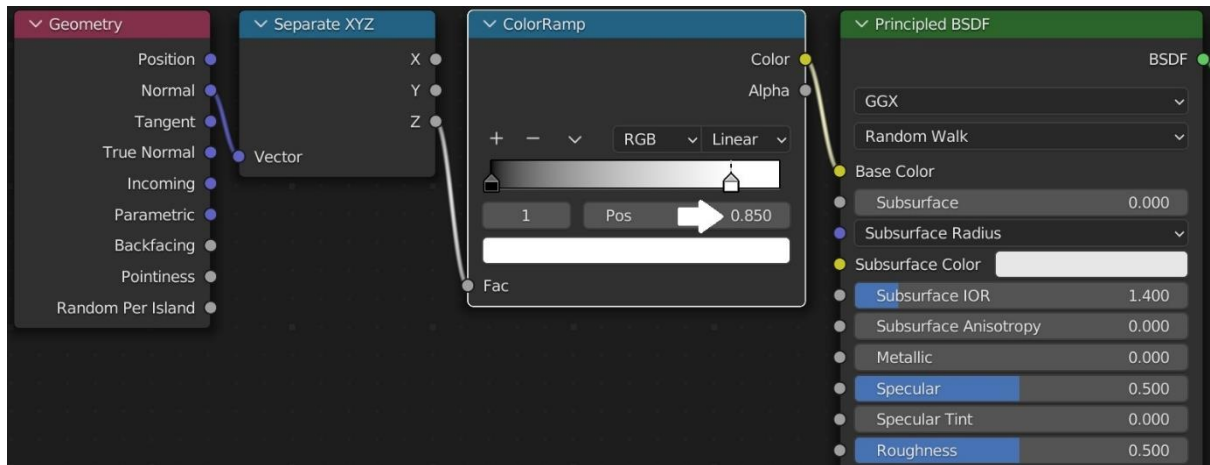 Geometry
Position
Normal
Tangent
True Normal
Incoming
Parametric
Backfacing
Pointiness
Random Per Island
Separate XYZ
X
Y
Z
Vector
ColorRamp
Color
Alpha
+ − RGB Linear
1 Pos 0.850
Fac
Principled BSDF
BSDF
GGX
Random Walk
Base Color
Subsurface 0.000
Subsurface Radius
Subsurface Color
Subsurface IOR 1.400
Subsurface Anisotropy 0.000
Metallic 0.000
Specular 0.500
Specular Tint 0.000
Roughness 0.500